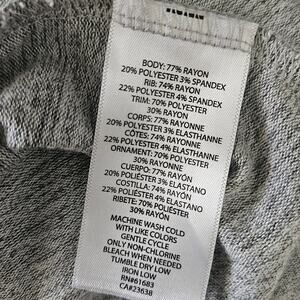 BODY: 77% RAYON
20% POLYESTER 3% SPANDEX
RIB: 74% RAYON
22% POLYESTER 4% SPANDEX
TRIM: 70% POLYESTER
30% RAYON
CORPS: 77% RAYONNE
20% POLYESTER 3% ELASTHANNE
CÔTES: 74% RAYONNE
22% POLYESTER 4% ELASTHANNE
ORNAMENT: 70% POLYESTER
30% RAYONNE
CUERPO: 77% RAYÓN
20% POLIÉSTER 3% ELASTANO
COSTILLA: 74% RAYÓN
22% POLIÉSTER 4% ELASTANO
RIBETE: 70% POLIÉSTER
30% RAYÓN
MACHINE WASH COLD
WITH LIKE COLORS
GENTLE CYCLE
ONLY NON-CHLORINE
BLEACH WHEN NEEDED
TUMBLE DRY LOW
IRON LOW
RN#61683
CA#23638